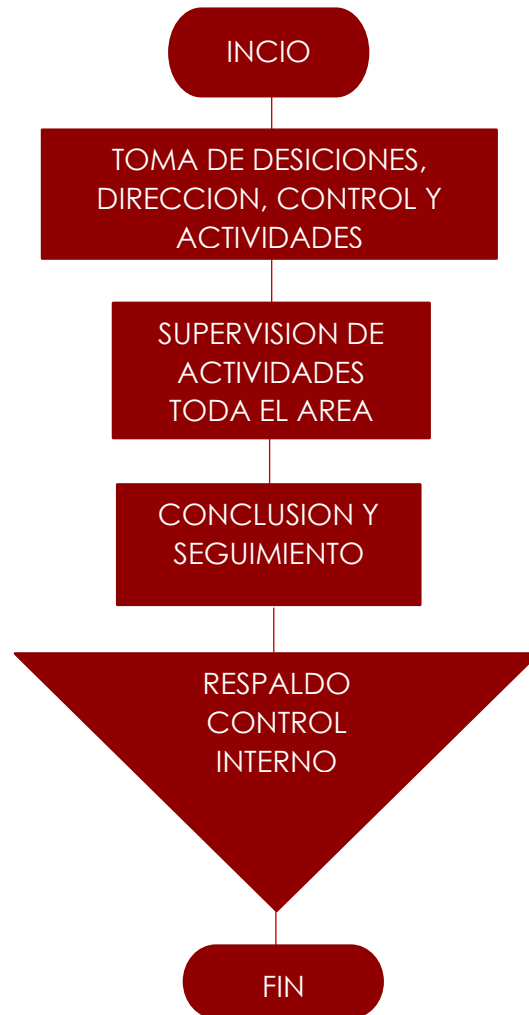 INCIO
TOMA DE DESICIONES,
DIRECCION, CONTROL Y
ACTIVIDADES
SUPERVISION DE
ACTIVIDADES
TODA EL AREA
CONCLUSION Y
SEGUIMIENTO
RESPALDO
CONTROL
INTERNO
FIN